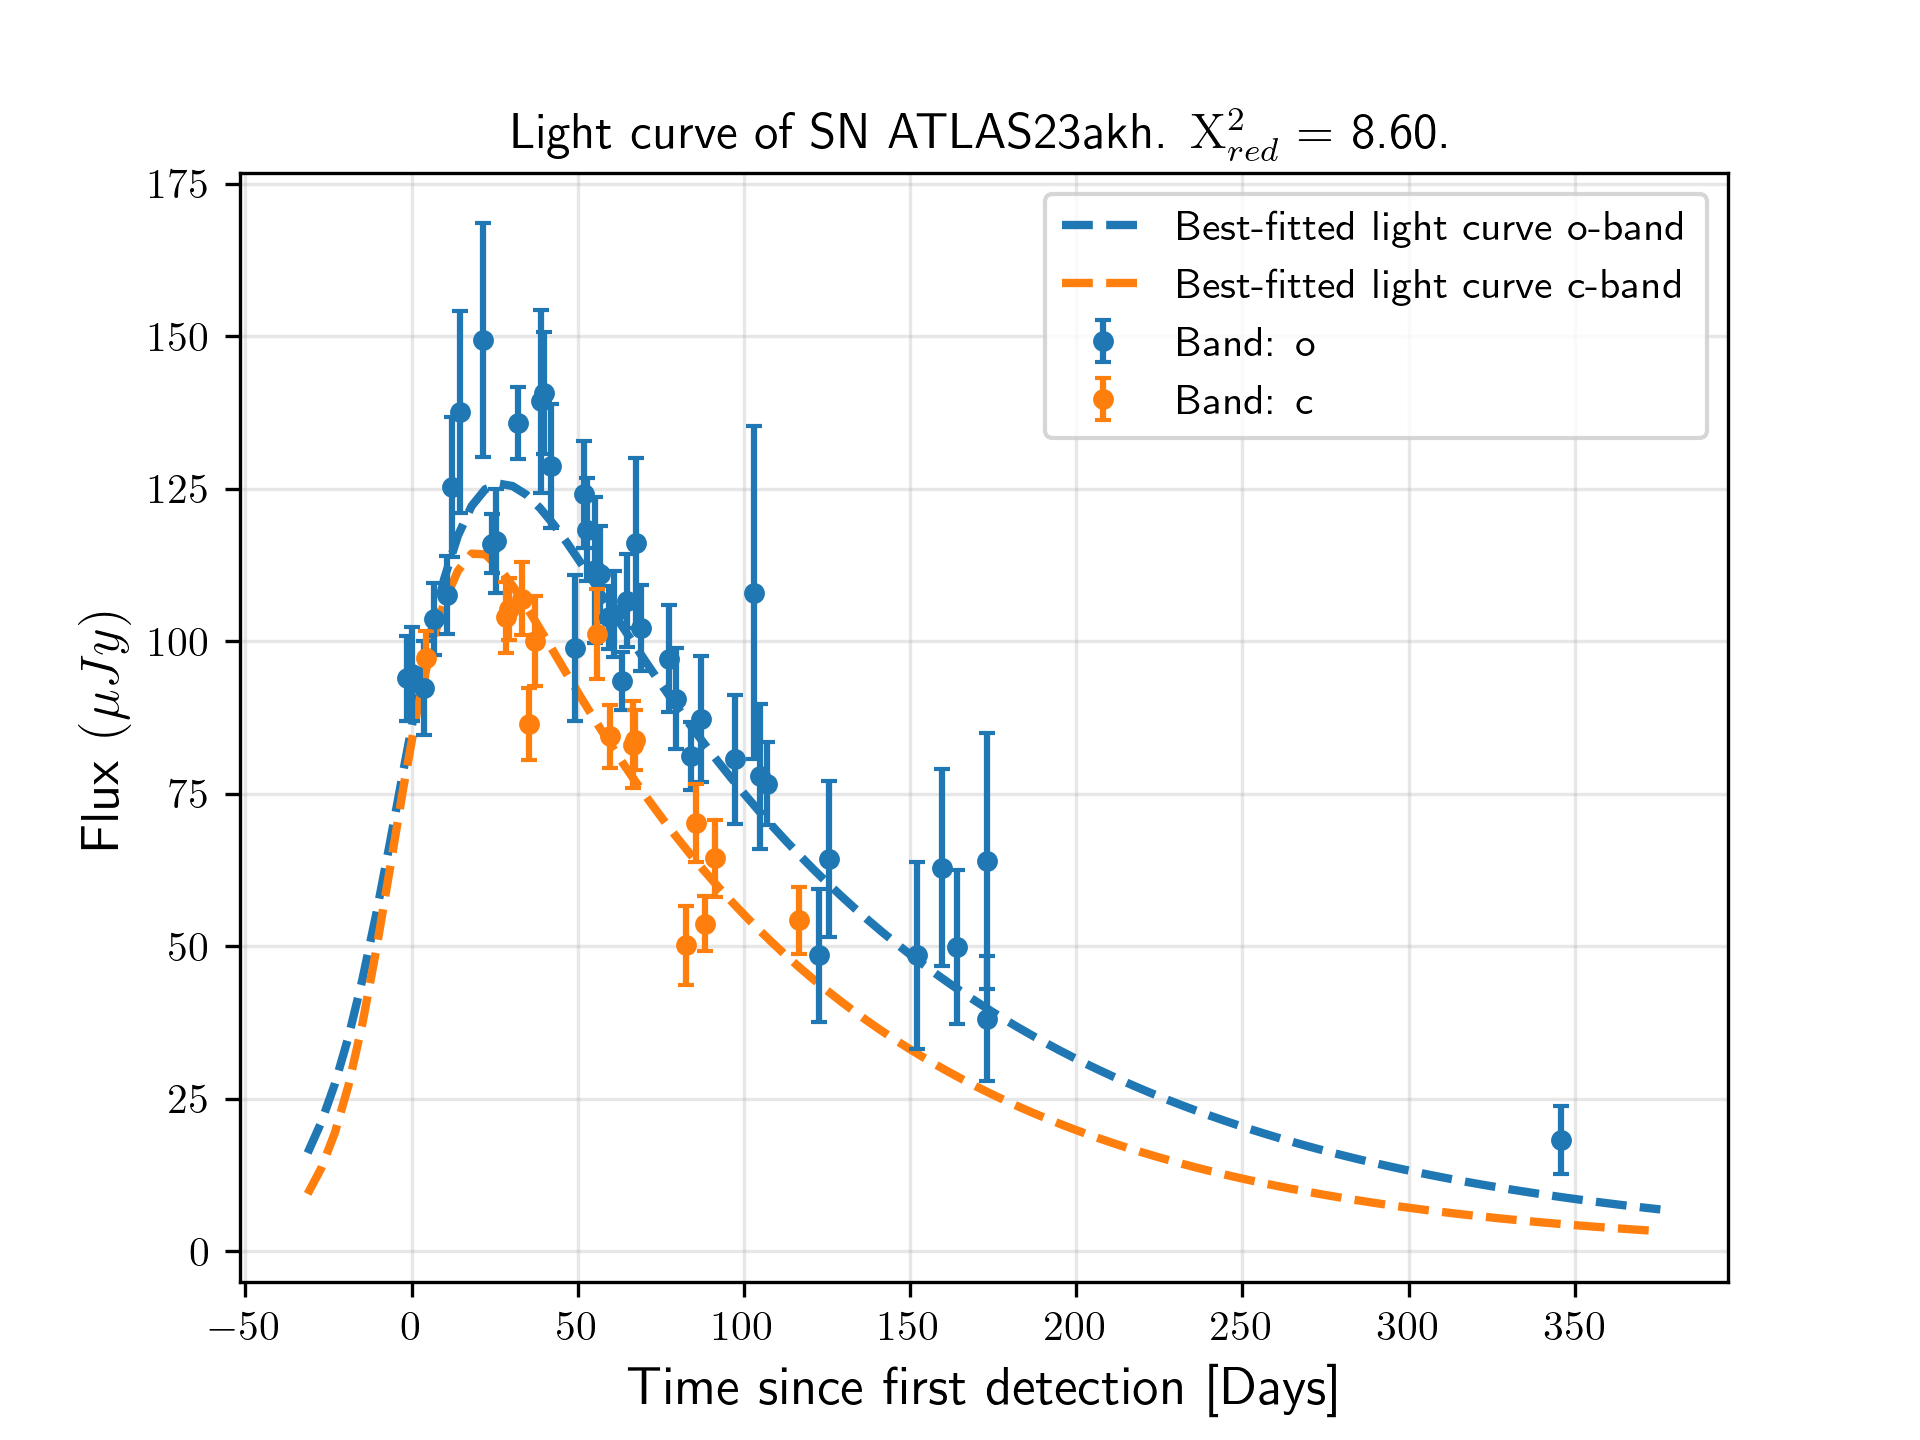 Light curve of SN ATLAS23akh. Χ²_red = 8.60.
175
150
125
100
75
50
25
0
Flux (μJy)
Best-fitted light curve o-band
Best-fitted light curve c-band
Band: o
Band: c
−50 0 50 100 150 200 250 300 350
Time since first detection [Days]